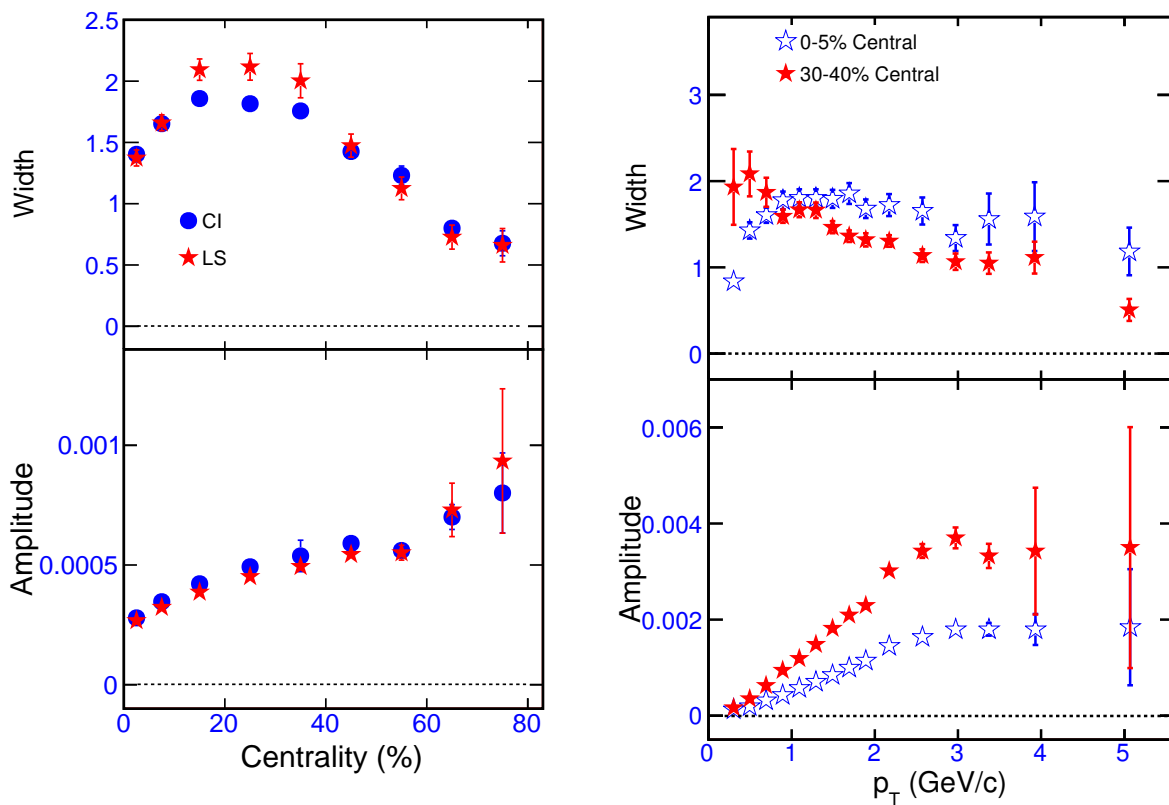 2.5
2
1.5
1
0.5
0
Width
CI
LS
0.001
0.0005
0
Amplitude
0 20 40 60 80
Centrality (%)
0-5% Central
30-40% Central
3
2
1
0
Width
0.006
0.004
0.002
0
Amplitude
0 1 2 3 4 5
p_T (GeV/c)